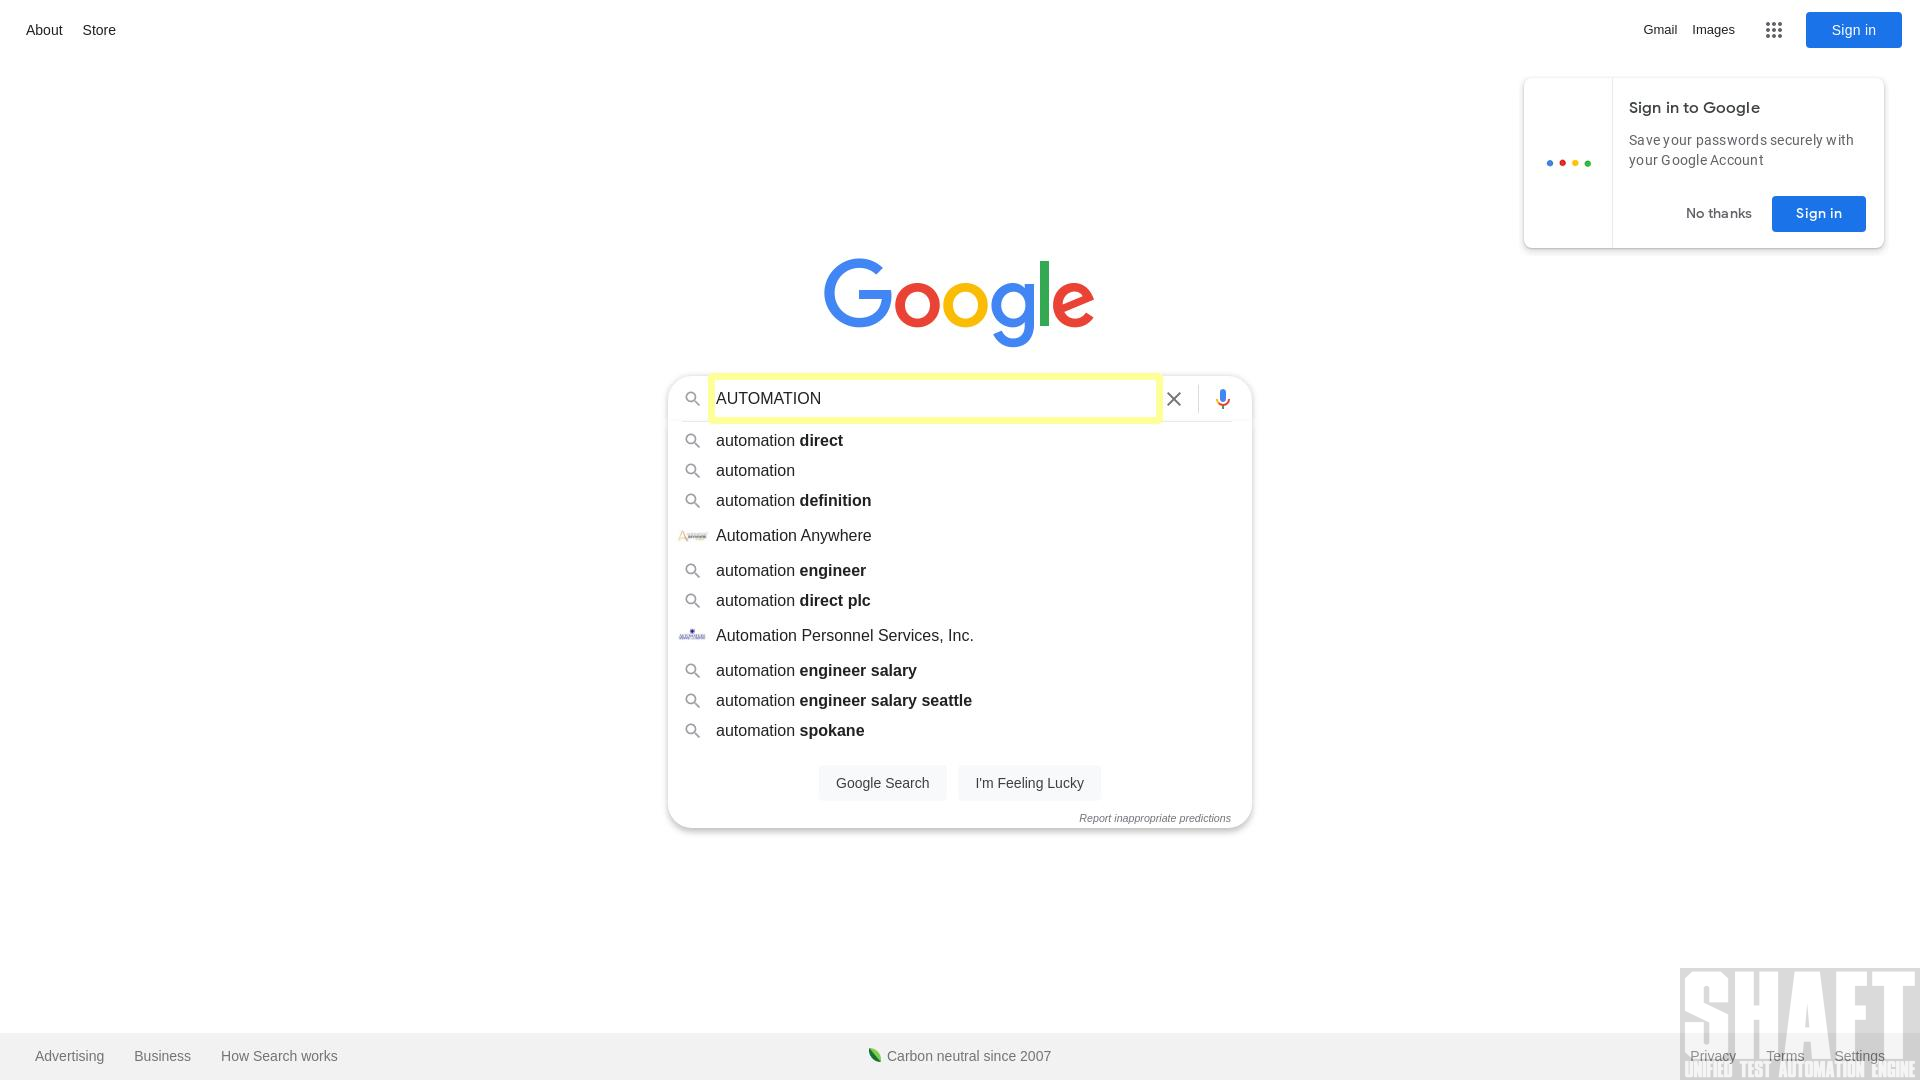 About Store
Gmail Images Sign in
Sign in to Google
Save your passwords securely with
your Google Account
No thanks Sign in
Google
AUTOMATION
automation direct
automation
automation definition
Automation Anywhere
automation engineer
automation direct plc
Automation Personnel Services, Inc.
automation engineer salary
automation engineer salary seattle
automation spokane
Google Search I'm Feeling Lucky
Report inappropriate predictions
SHAFT
Advertising Business How Search works Carbon neutral since 2007 Privacy Terms Settings
UNIFIED TEST AUTOMATION ENGINE